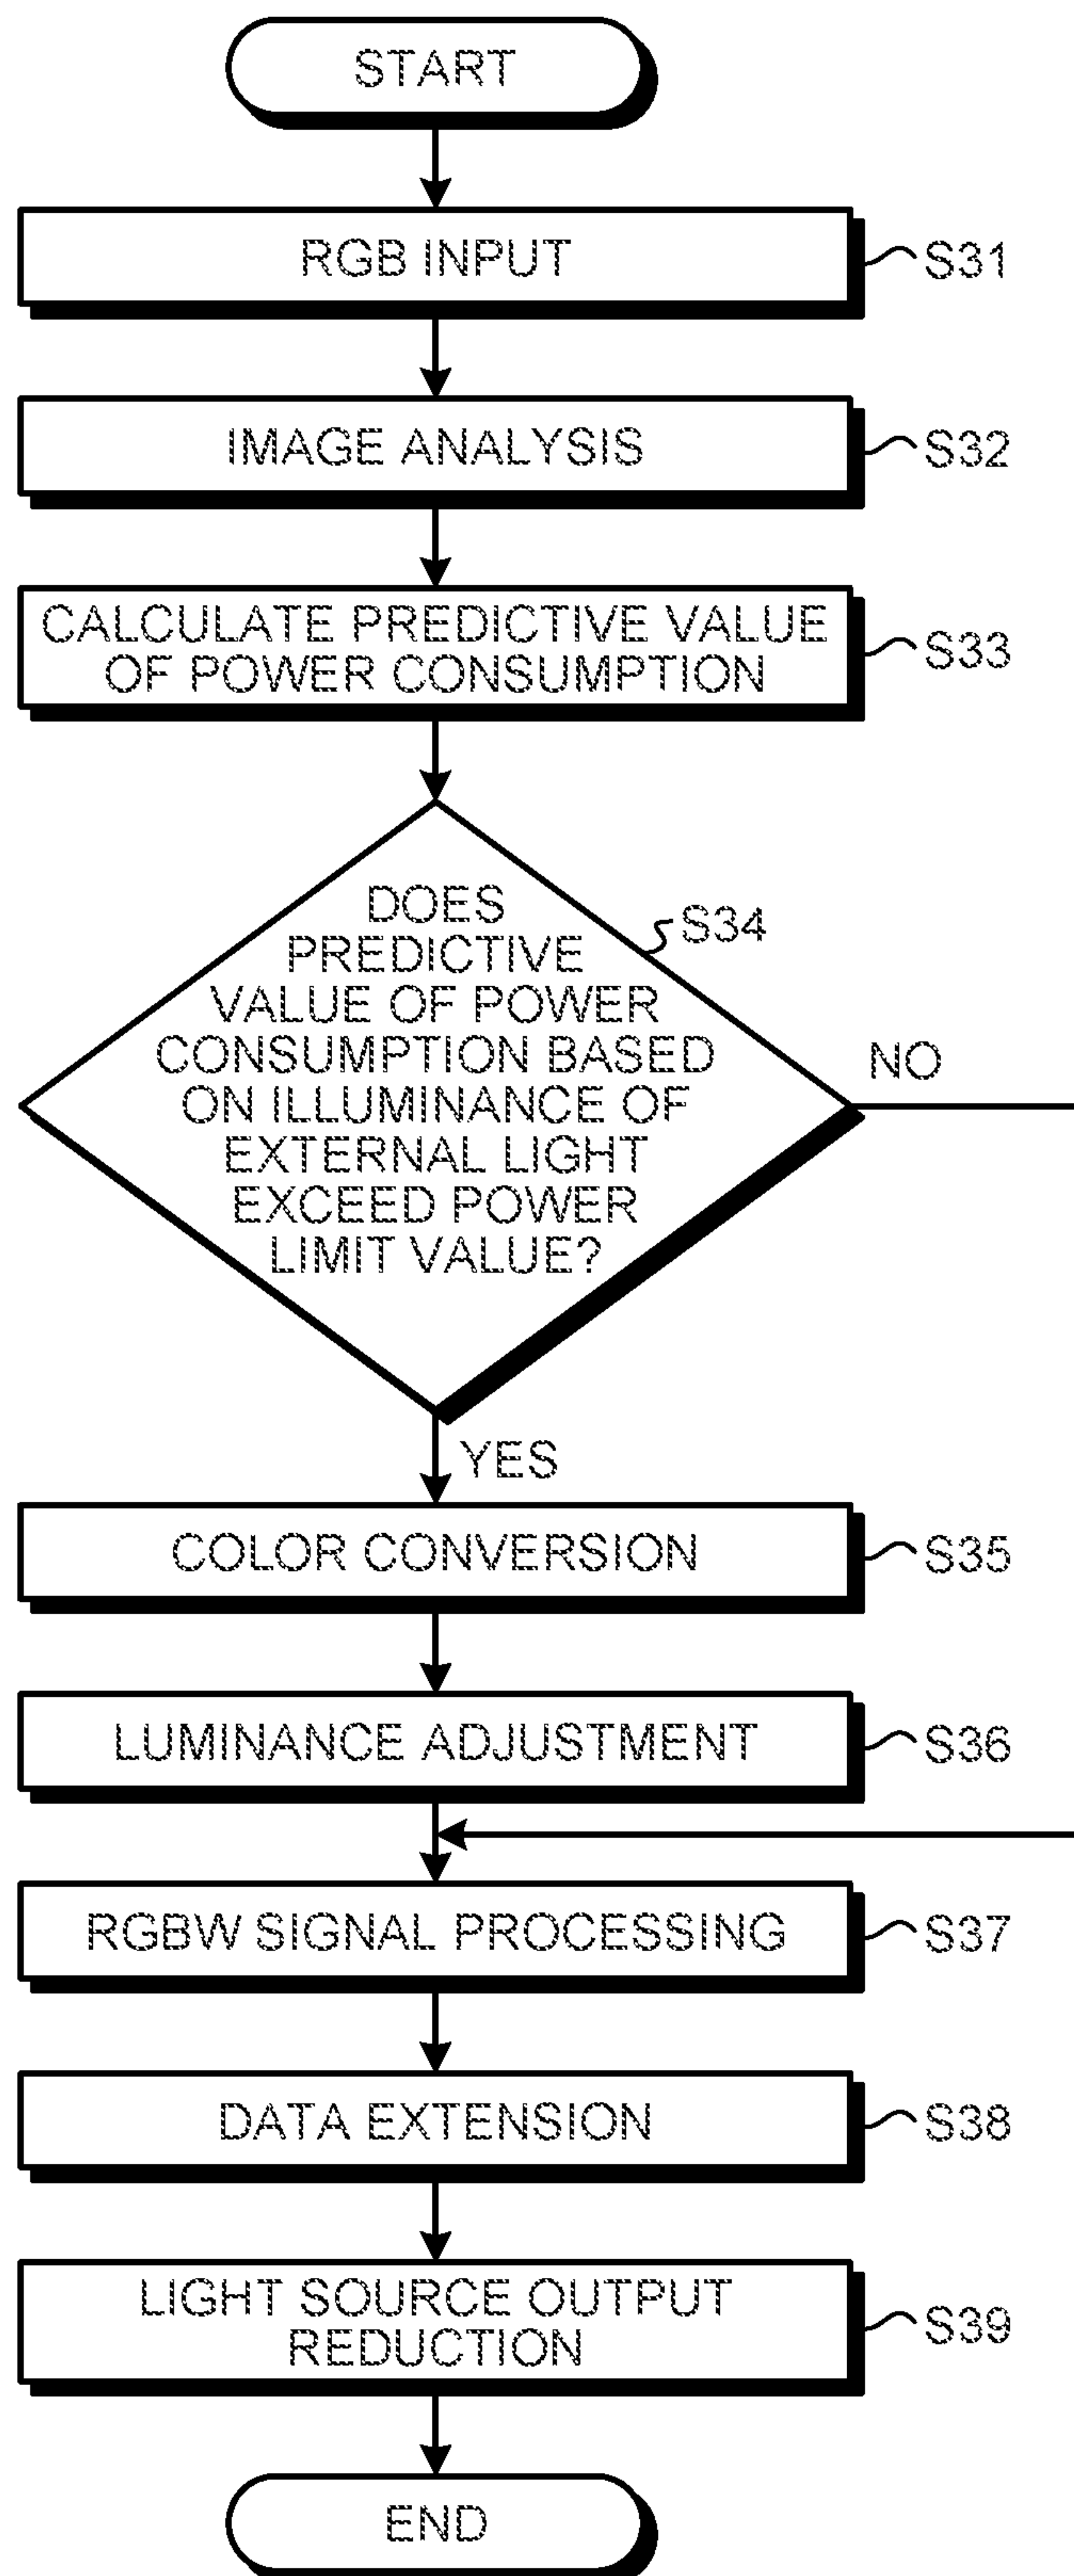 START
RGB INPUT
S31
IMAGE ANALYSIS
S32
CALCULATE PREDICTIVE VALUE
OF POWER CONSUMPTION
S33
DOES
PREDICTIVE
VALUE OF POWER
CONSUMPTION BASED
ON ILLUMINANCE OF
EXTERNAL LIGHT
EXCEED POWER
LIMIT VALUE?
S34
NO
YES
COLOR CONVERSION
S35
LUMINANCE ADJUSTMENT
S36
RGBW SIGNAL PROCESSING
S37
DATA EXTENSION
S38
LIGHT SOURCE OUTPUT
REDUCTION
S39
END